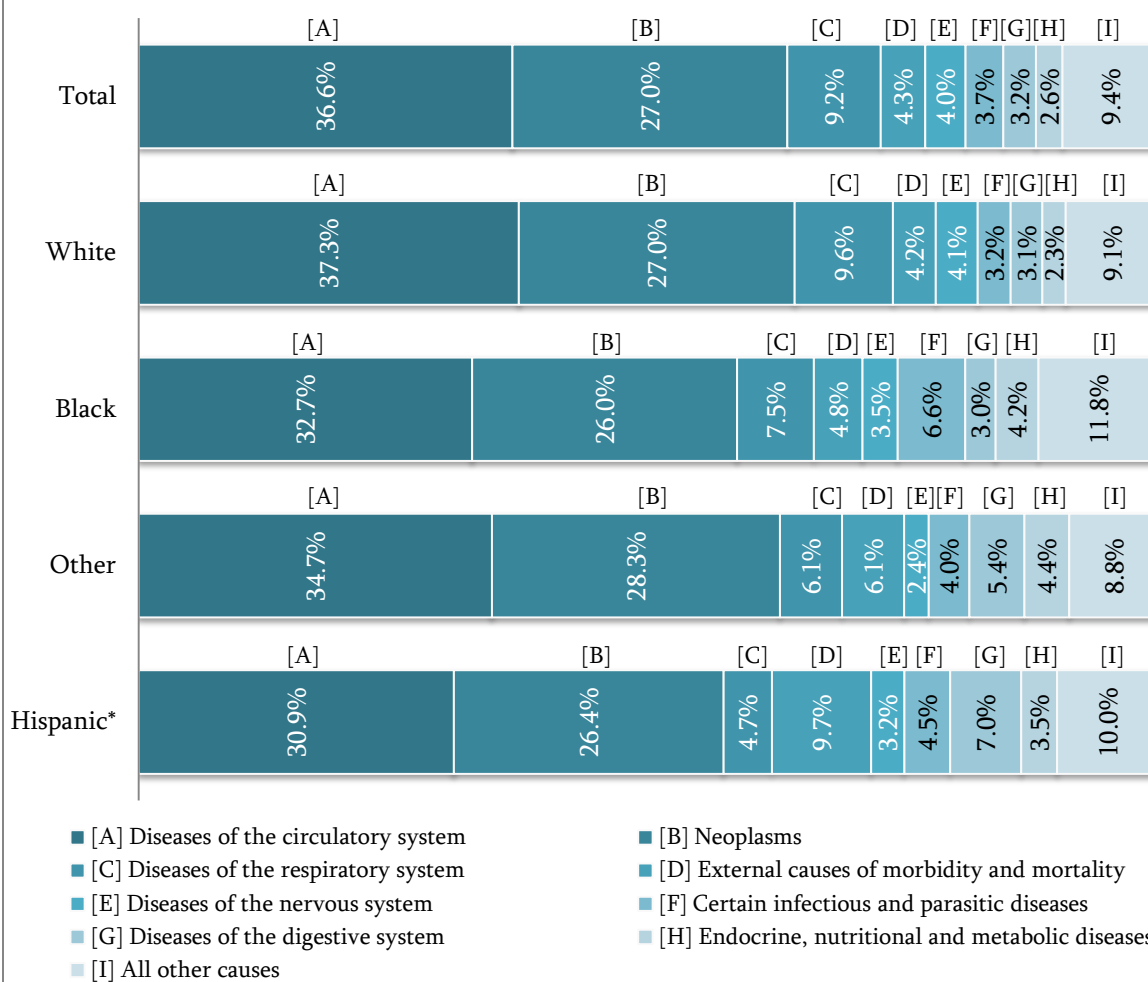 [A] [B] [C] [D] [E] [F] [G] [H] [I]
Total 36.6% 27.0% 9.2% 4.3% 4.0% 3.7% 3.2% 2.6% 9.4%
[A] [B] [C] [D] [E] [F] [G] [H] [I]
White 37.3% 27.0% 9.6% 4.2% 4.1% 3.2% 3.1% 2.3% 9.1%
[A] [B] [C] [D] [E] [F] [G] [H] [I]
Black 32.7% 26.0% 7.5% 4.8% 3.5% 6.6% 3.0% 4.2% 11.8%
[A] [B] [C] [D] [E] [F] [G] [H] [I]
Other 34.7% 28.3% 6.1% 6.1% 2.4% 4.0% 5.4% 4.4% 8.8%
[A] [B] [C] [D] [E] [F] [G] [H] [I]
Hispanic* 30.9% 26.4% 4.7% 9.7% 3.2% 4.5% 7.0% 3.5% 10.0%
[A] Diseases of the circulatory system [B] Neoplasms
[C] Diseases of the respiratory system [D] External causes of morbidity and mortality
[E] Diseases of the nervous system [F] Certain infectious and parasitic diseases
[G] Diseases of the digestive system [H] Endocrine, nutritional and metabolic diseases
[I] All other causes